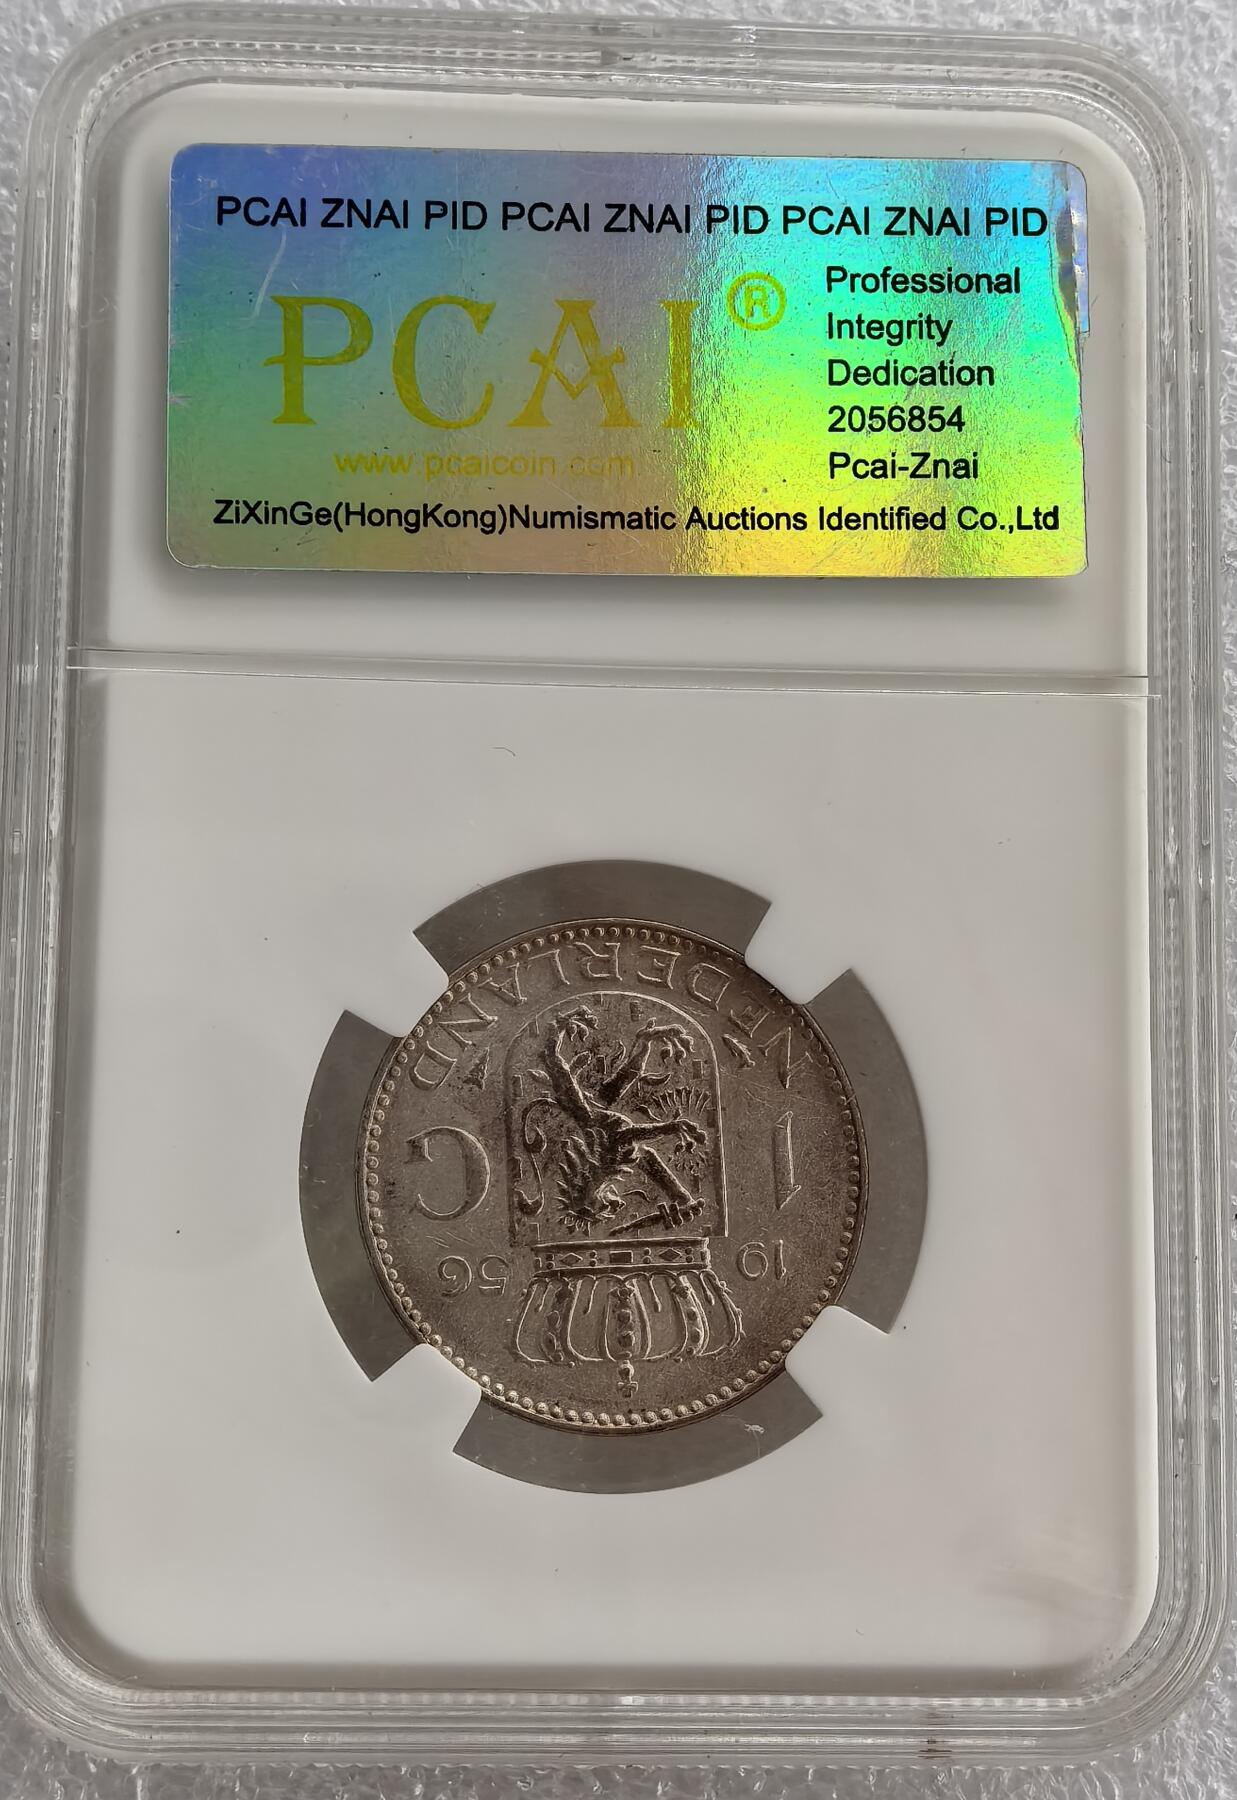 PCAI ZNAI PID PCAI ZNAI PID PCAI ZNAI PID
PCAI®
www.pcaicoin.com
Professional
Integrity
Dedication
2056854
Pcai-Znai
ZiXinGe(HongKong)Numismatic Auctions Identified Co.,Ltd
NEDERLAND
1 G
19 56